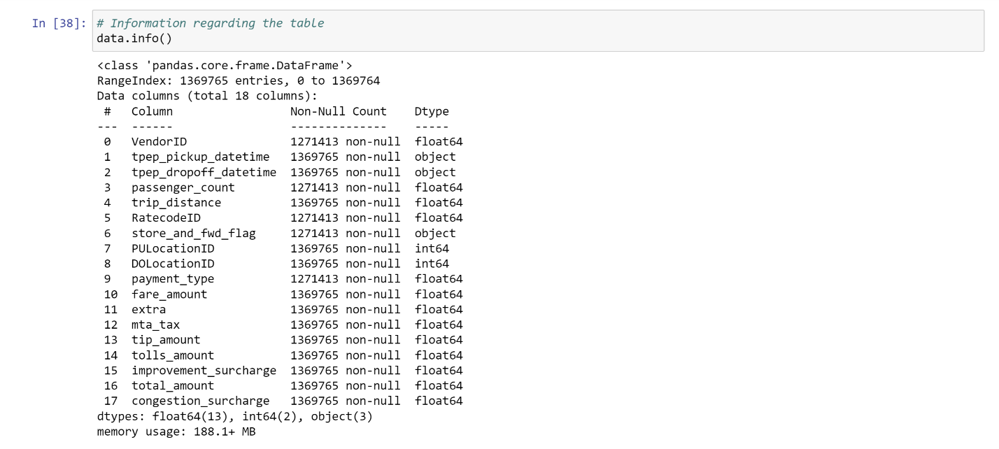 In [38]: # Information regarding the table
data.info()
<class 'pandas.core.frame.DataFrame'>
RangeIndex: 1369765 entries, 0 to 1369764
Data columns (total 18 columns):
 #   Column                 Non-Null Count    Dtype
---  ------                 --------------    -----
 0   VendorID               1271413 non-null  float64
 1   tpep_pickup_datetime   1369765 non-null  object
 2   tpep_dropoff_datetime  1369765 non-null  object
 3   passenger_count        1271413 non-null  float64
 4   trip_distance          1369765 non-null  float64
 5   RatecodeID             1271413 non-null  float64
 6   store_and_fwd_flag     1271413 non-null  object
 7   PULocationID           1369765 non-null  int64
 8   DOLocationID           1369765 non-null  int64
 9   payment_type           1271413 non-null  float64
 10  fare_amount            1369765 non-null  float64
 11  extra                  1369765 non-null  float64
 12  mta_tax                1369765 non-null  float64
 13  tip_amount             1369765 non-null  float64
 14  tolls_amount           1369765 non-null  float64
 15  improvement_surcharge  1369765 non-null  float64
 16  total_amount           1369765 non-null  float64
 17  congestion_surcharge   1369765 non-null  float64
dtypes: float64(13), int64(2), object(3)
memory usage: 188.1+ MB